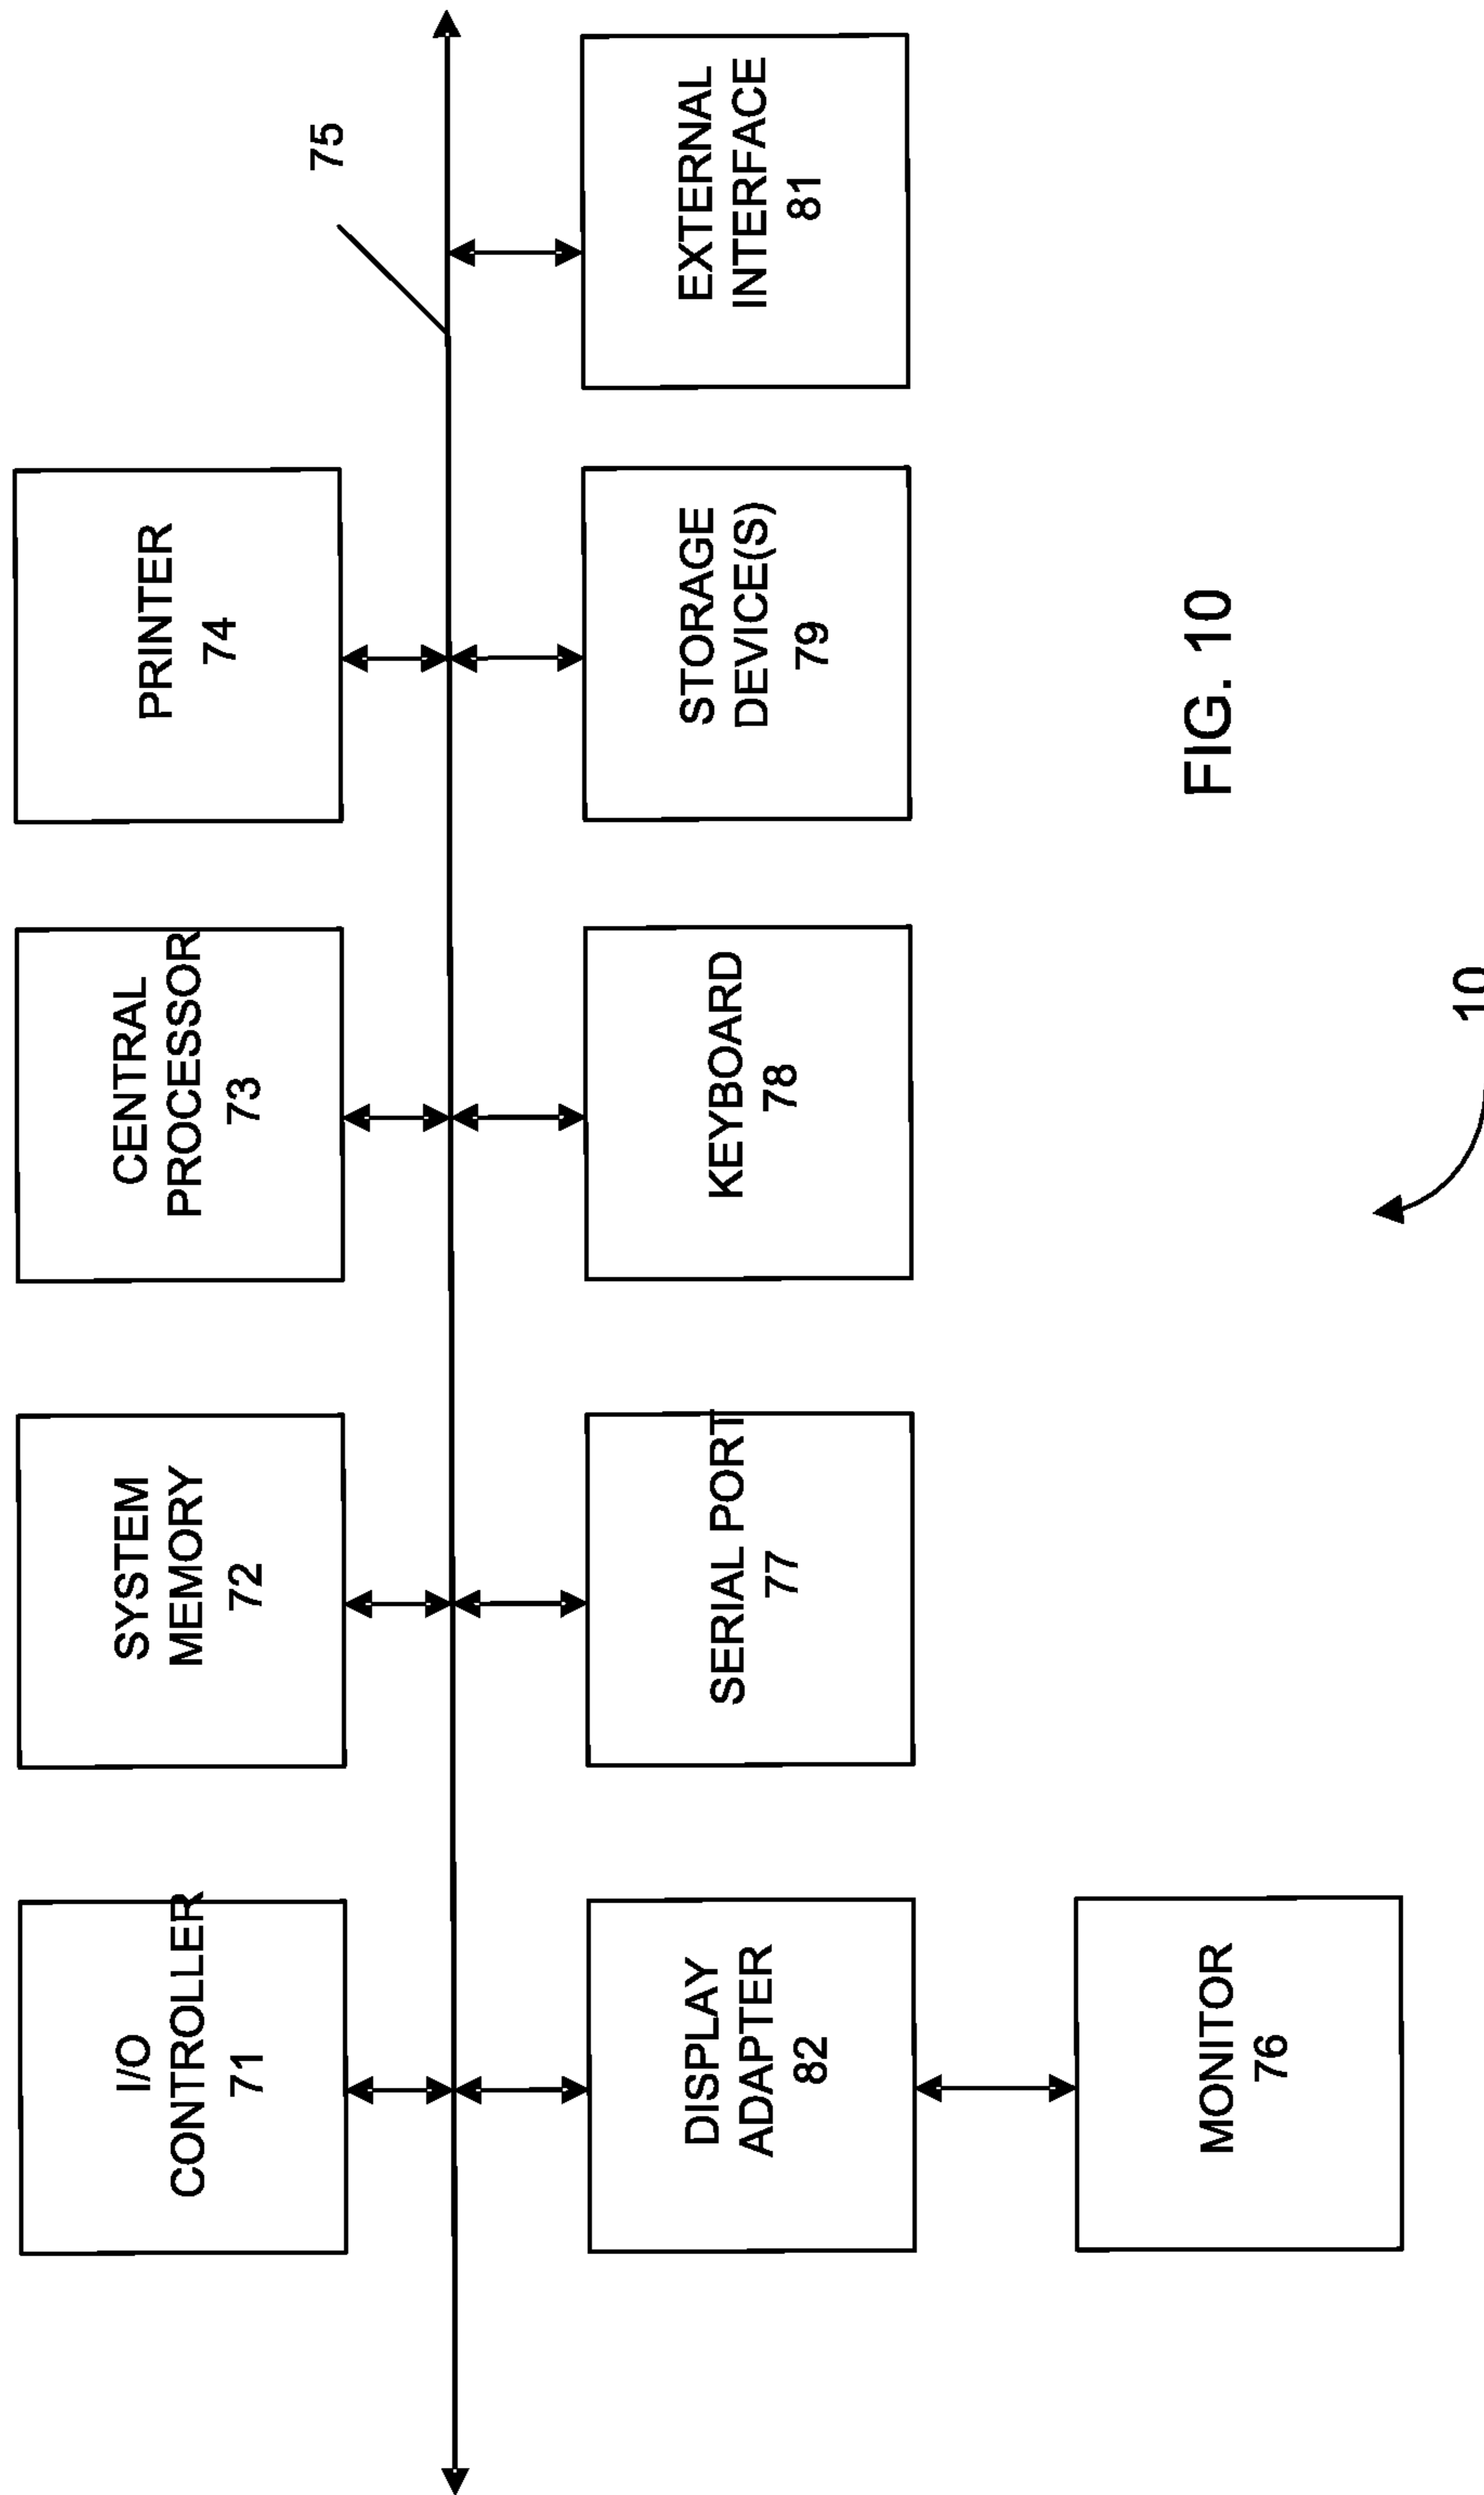 I/O
CONTROLLER
71
SYSTEM
MEMORY
72
CENTRAL
PROCESSOR
73
PRINTER
74
75
DISPLAY
ADAPTER
82
SERIAL PORT
77
KEYBOARD
78
STORAGE
DEVICE(S)
79
EXTERNAL
INTERFACE
81
MONITOR
76
FIG. 10
10